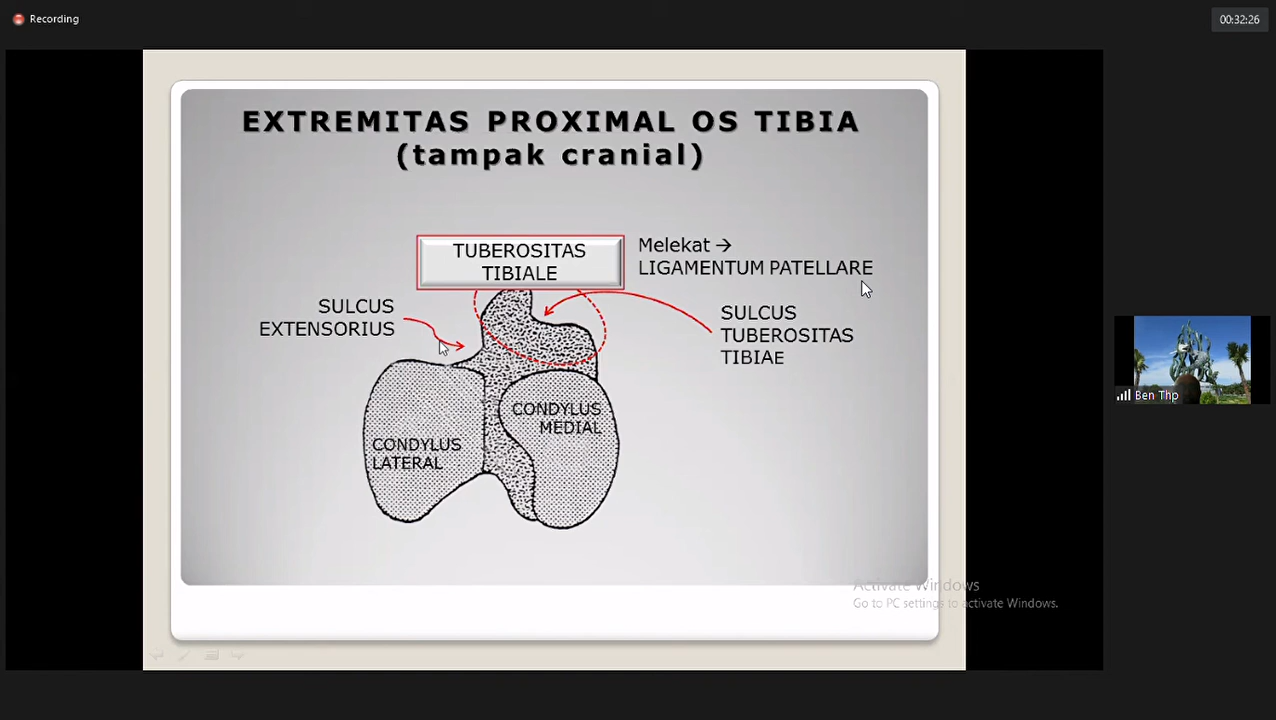 Recording
00:32:26
EXTREMITAS PROXIMAL OS TIBIA
(tampak cranial)
TUBEROSITAS
TIBIALE
Melekat →
LIGAMENTUM PATELLARE
SULCUS
EXTENSORIUS
SULCUS
TUBEROSITAS
TIBIAE
CONDYLUS
MEDIAL
CONDYLUS
LATERAL
Ben Thp
Activate Windows
Go to PC settings to activate Windows.